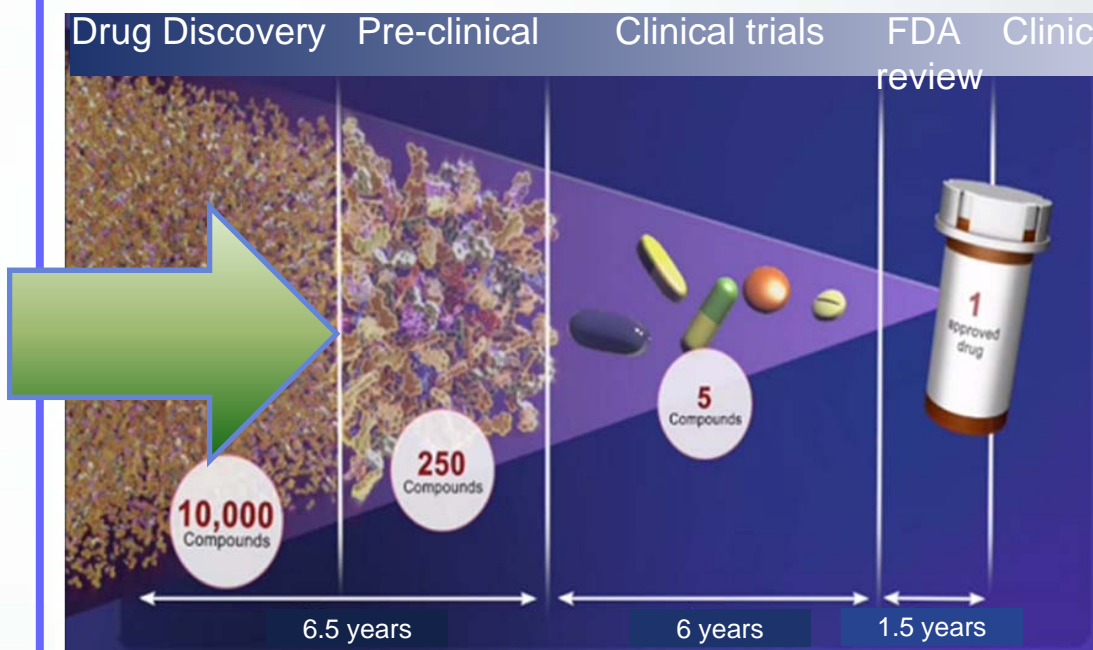 Drug Discovery Pre-clinical Clinical trials FDA Clinic
review
1
approved
drug
5
Compounds
250
Compounds
10,000
Compounds
6.5 years 6 years 1.5 years